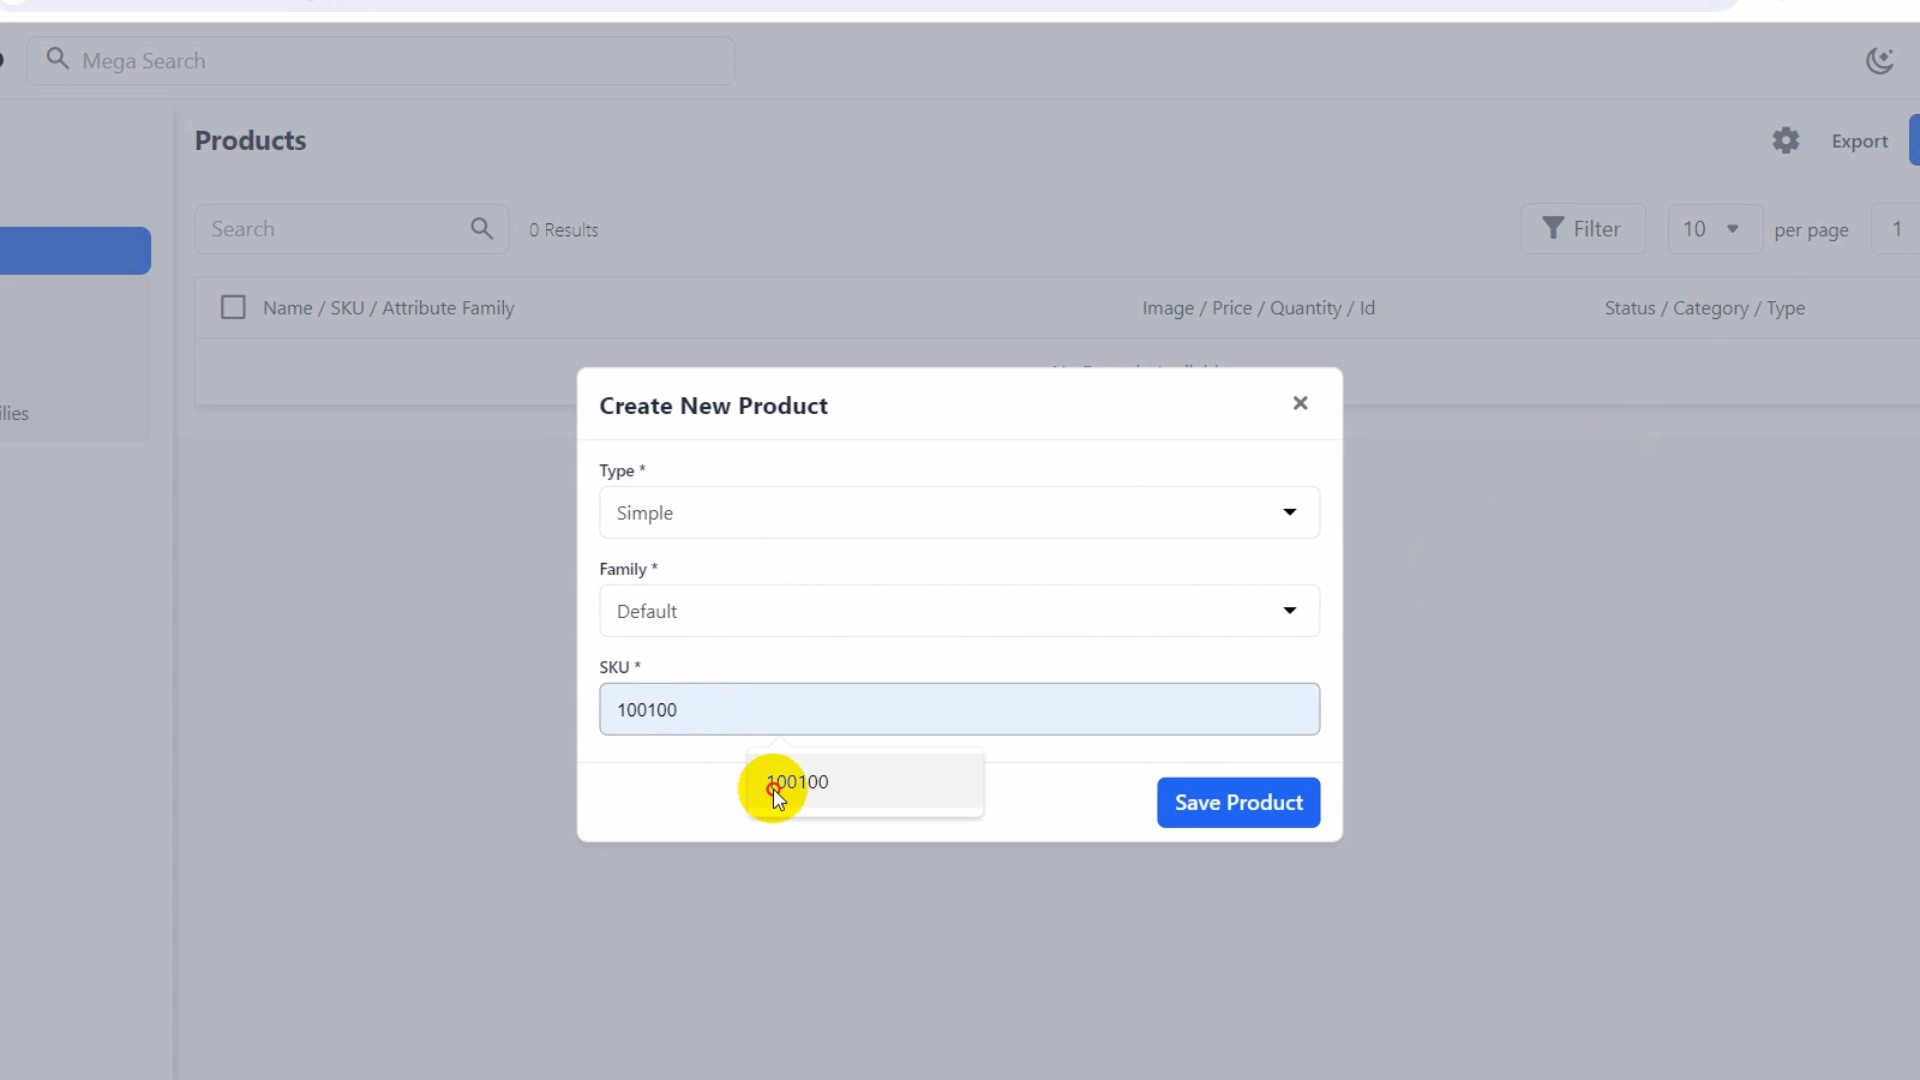 Mega Search
Products
Export
Search
0 Results
Filter
10
per page
1
Name / SKU / Attribute Family
Image / Price / Quantity / Id
Status / Category / Type
Create New Product
Type *
Simple
Family *
Default
ilies
SKU *
100100
100100
Save Product